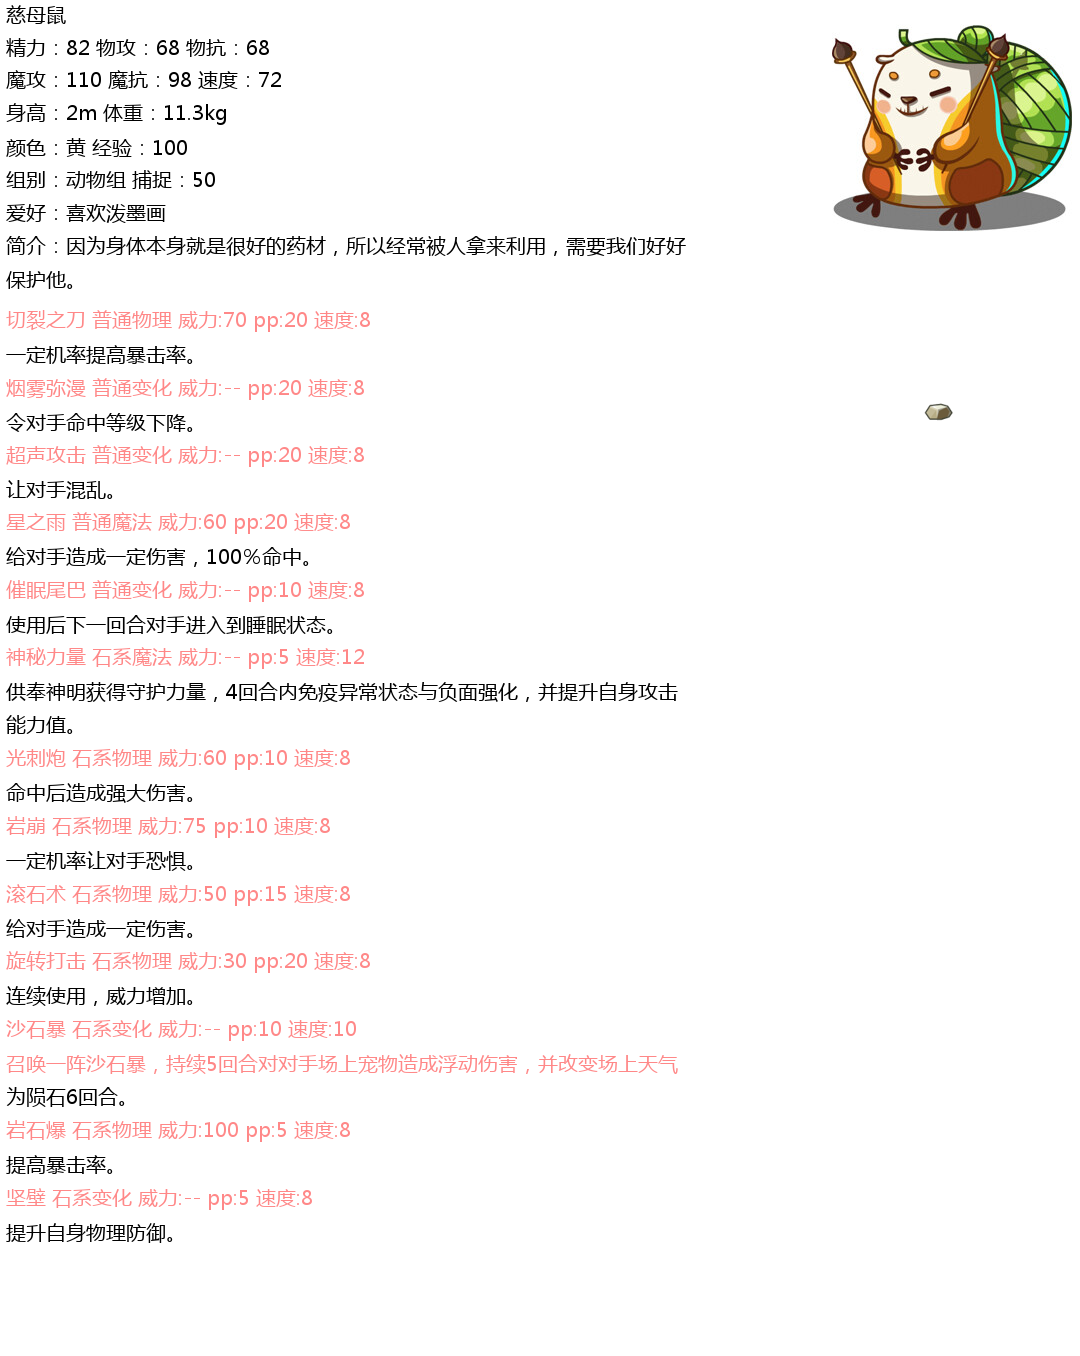 慈母鼠
精力：82 物攻：68 物抗：68
魔攻：110 魔抗：98 速度：72
身高：2m 体重：11.3kg
颜色：黄 经验：100
组别：动物组 捕捉：50
爱好：喜欢泼墨画
简介：因为身体本身就是很好的药材，所以经常被人拿来利用，需要我们好好
保护他。
切裂之刀 普通物理 威力:70 pp:20 速度:8
一定机率提高暴击率。
烟雾弥漫 普通变化 威力:-- pp:20 速度:8
令对手命中等级下降。
超声攻击 普通变化 威力:-- pp:20 速度:8
让对手混乱。
星之雨 普通魔法 威力:60 pp:20 速度:8
给对手造成一定伤害，100%命中。
催眠尾巴 普通变化 威力:-- pp:10 速度:8
使用后下一回合对手进入到睡眠状态。
神秘力量 石系魔法 威力:-- pp:5 速度:12
供奉神明获得守护力量，4回合内免疫异常状态与负面强化，并提升自身攻击
能力值。
光刺炮 石系物理 威力:60 pp:10 速度:8
命中后造成强大伤害。
岩崩 石系物理 威力:75 pp:10 速度:8
一定机率让对手恐惧。
滚石术 石系物理 威力:50 pp:15 速度:8
给对手造成一定伤害。
旋转打击 石系物理 威力:30 pp:20 速度:8
连续使用，威力增加。
沙石暴 石系变化 威力:-- pp:10 速度:10
召唤一阵沙石暴，持续5回合对对手场上宠物造成浮动伤害，并改变场上天气
为陨石6回合。
岩石爆 石系物理 威力:100 pp:5 速度:8
提高暴击率。
坚壁 石系变化 威力:-- pp:5 速度:8
提升自身物理防御。